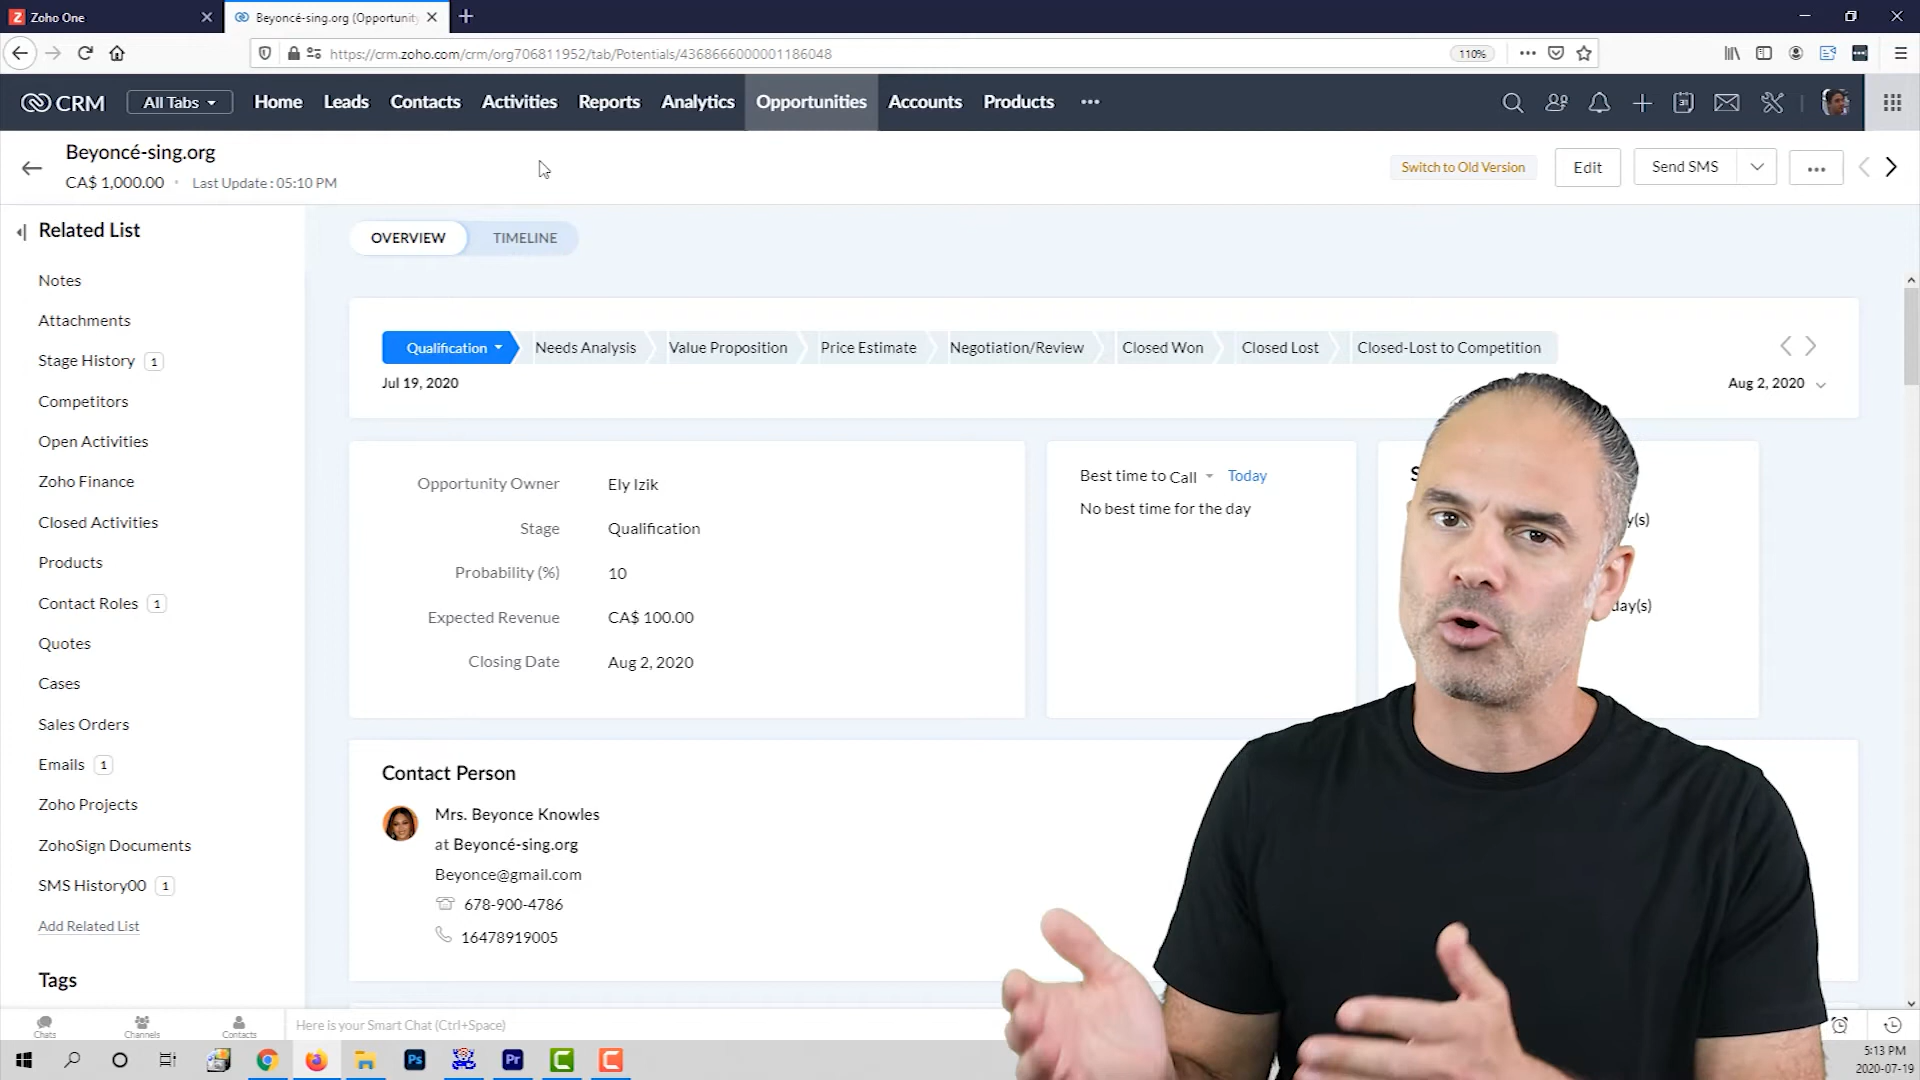 Zoho One
Beyoncé-sing.org (Opportunity
https://crm.zoho.com/crm/org706811952/tab/Potentials/4368666000001186048
110%
CRM
All Tabs
Home
Leads
Contacts
Activities
Reports
Analytics
Opportunities
Accounts
Products
Beyoncé-sing.org
CA$ 1,000.00 • Last Update : 05:10 PM
Switch to Old Version
Edit
Send SMS
Related List
Notes
Attachments
Stage History 1
Competitors
Open Activities
Zoho Finance
Closed Activities
Products
Contact Roles 1
Quotes
Cases
Sales Orders
Emails 1
Zoho Projects
ZohoSign Documents
SMS History00 1
Add Related List
Tags
OVERVIEW
TIMELINE
Qualification
Needs Analysis
Value Proposition
Price Estimate
Negotiation/Review
Closed Won
Closed Lost
Closed-Lost to Competition
Jul 19, 2020
Aug 2, 2020
Opportunity Owner Ely Izik
Stage Qualification
Probability (%) 10
Expected Revenue CA$ 100.00
Closing Date Aug 2, 2020
Best time to Call Today
No best time for the day
Contact Person
Mrs. Beyonce Knowles
at Beyoncé-sing.org
Beyonce@gmail.com
678-900-4786
16478919005
Chats
Channels
Contacts
Here is your Smart Chat (Ctrl+Space)
5:13 PM
2020-07-19